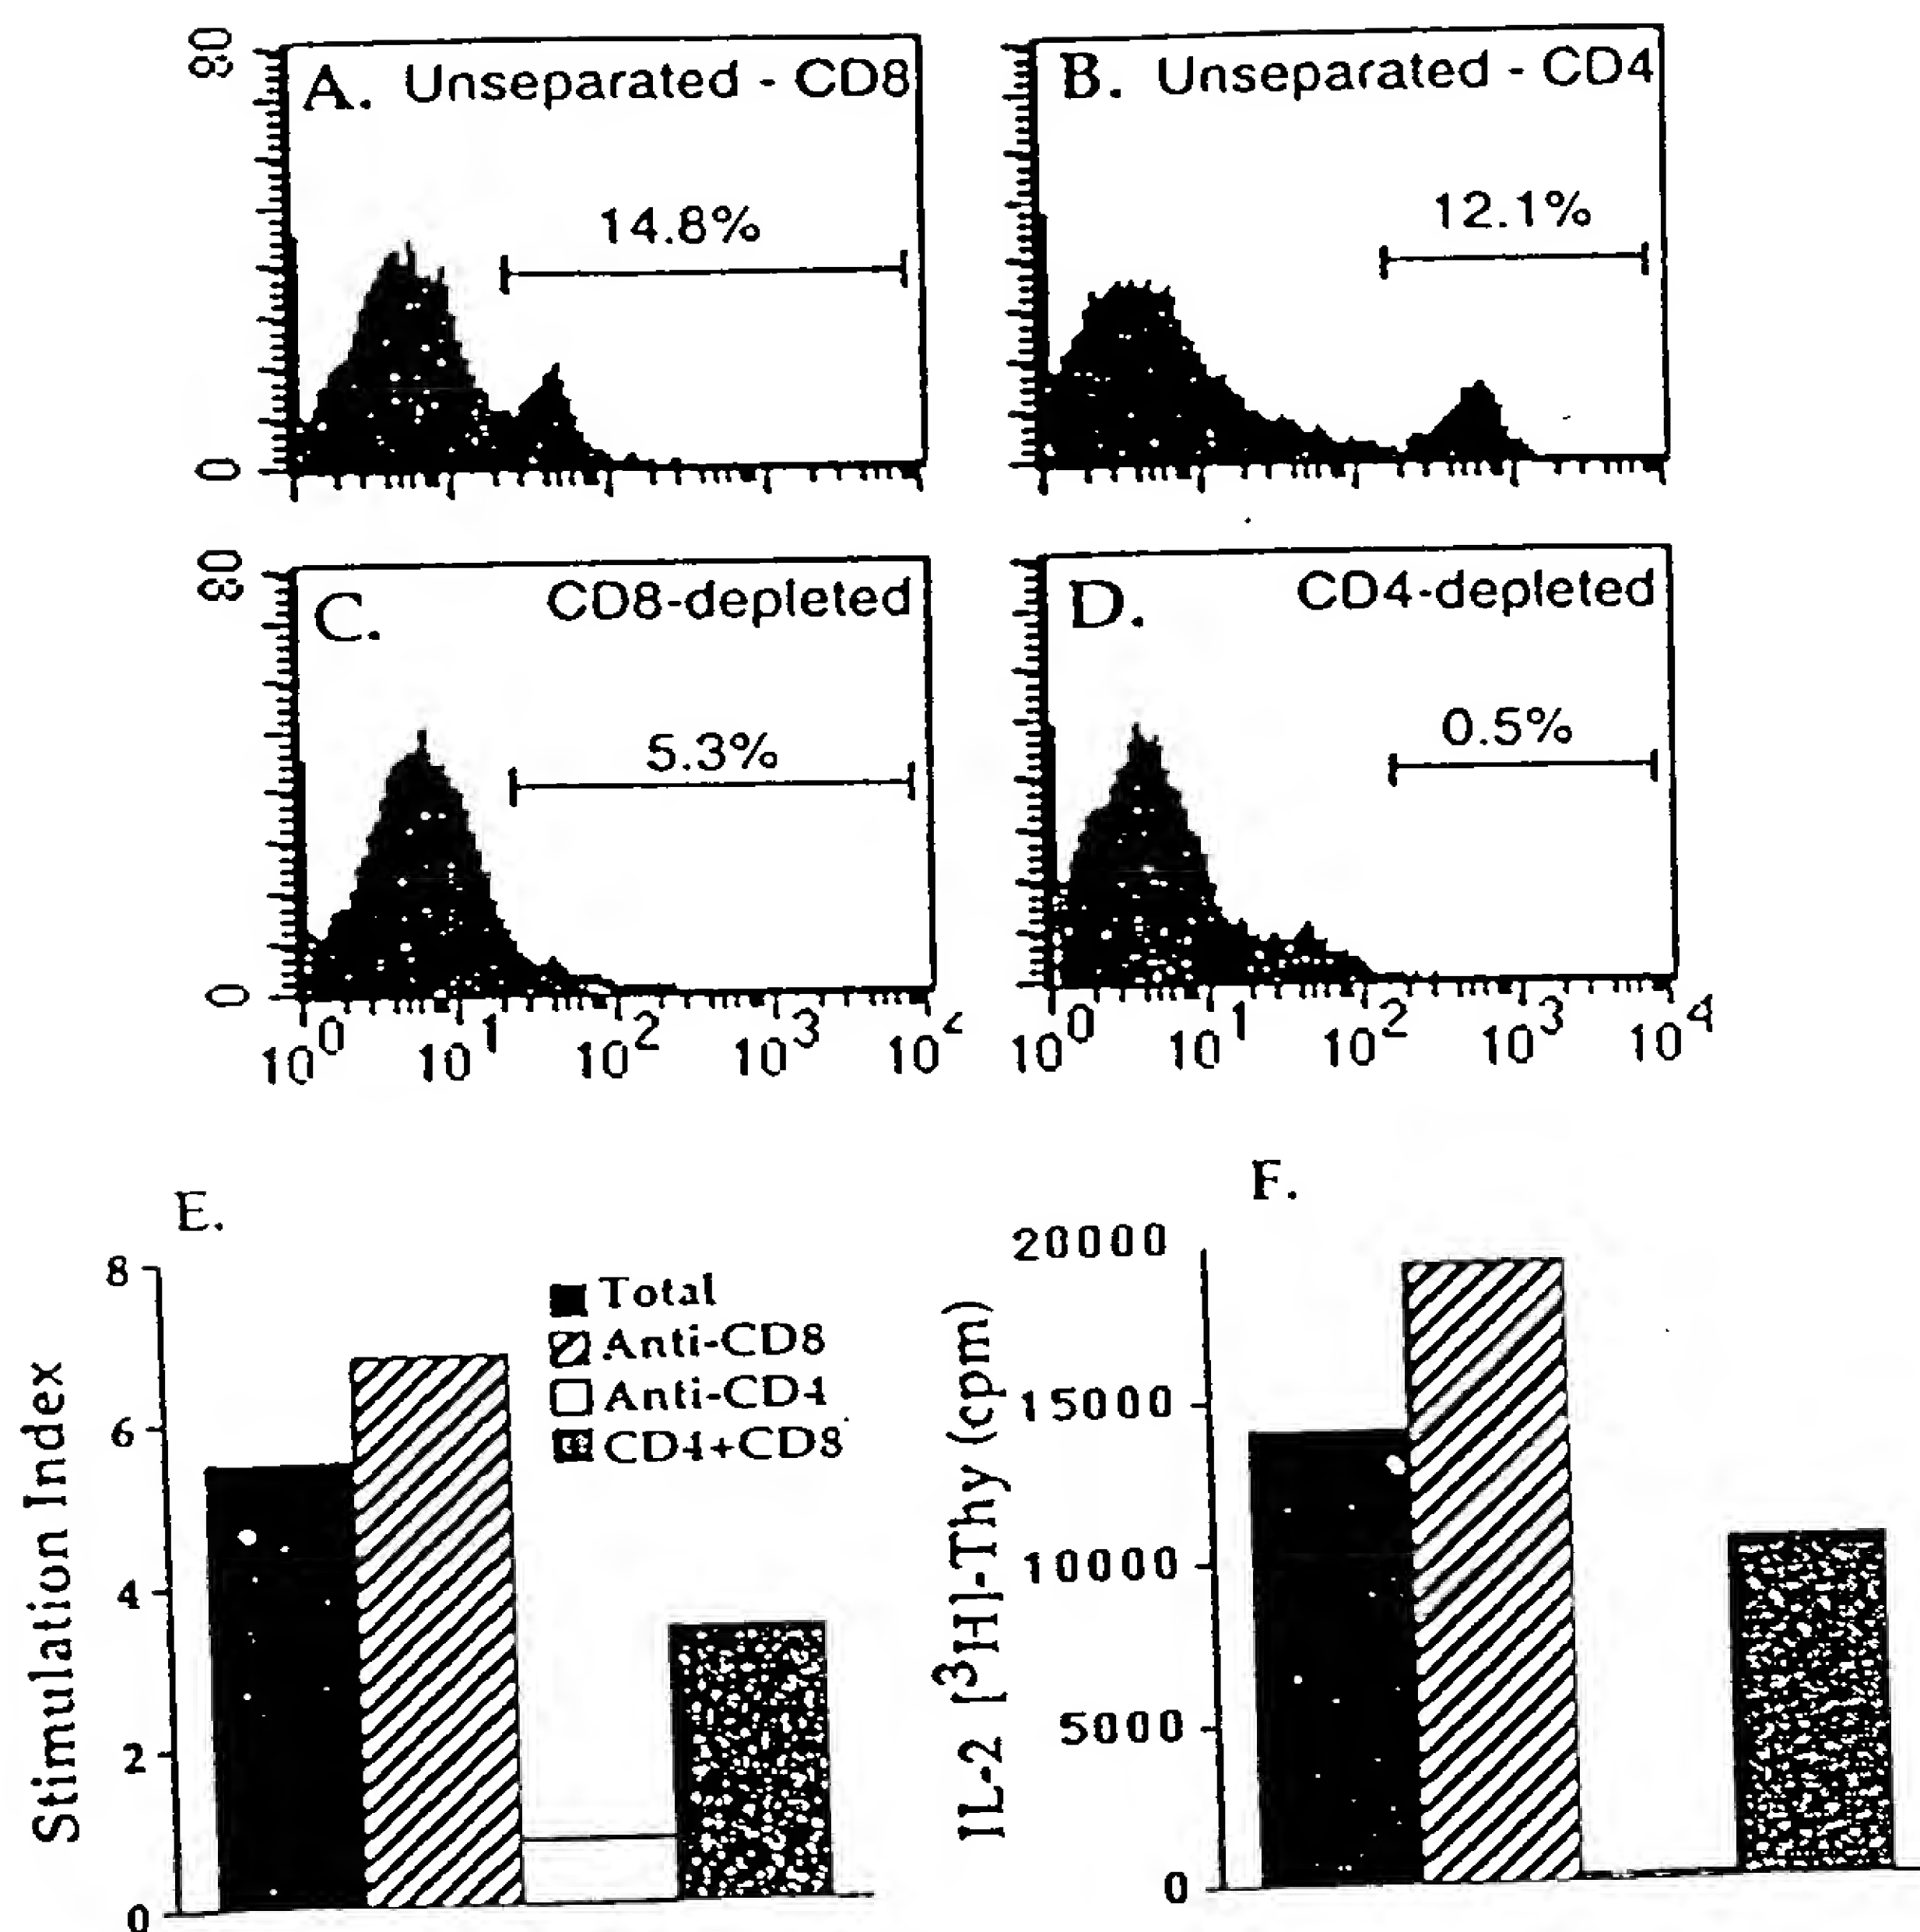 80
A. Unseparated - CD8
14.8%
0
B. Unseparated - CD4
12.1%
80
C. CD8-depleted
5.3%
0
D. CD4-depleted
0.5%
10^0 10^1 10^2 10^3
10^0 10^1 10^2 10^3 10^4
E.
Stimulation Index
8
6
4
2
0
Total
Anti-CD8
Anti-CD4
CD4+CD8
F.
IL-2 [3H]-Thy (cpm)
20000
15000
10000
5000
0